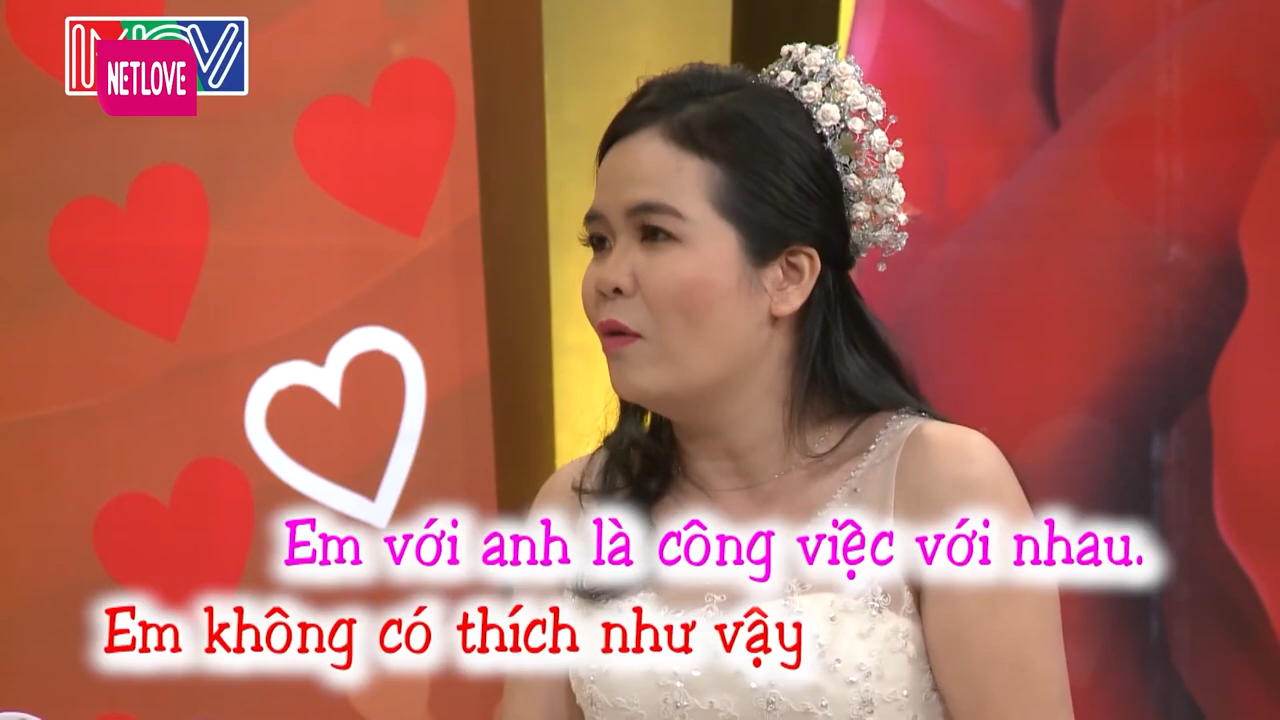 NETLOVE
Em với anh là công việc với nhau.
Em không có thích như vậy